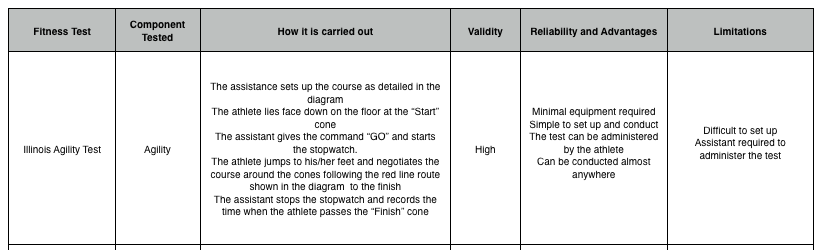 Fitness Test
Component
Tested
How it is carried out
Validity
Reliability and Advantages
Limitations
Illinois Agility Test
Agility
The assistance sets up the course as detailed in the
diagram
The athlete lies face down on the floor at the “Start”
cone
The assistant gives the command “GO” and starts
the stopwatch.
The athlete jumps to his/her feet and negotiates the
course around the cones following the red line route
shown in the diagram to the finish
The assistant stops the stopwatch and records the
time when the athlete passes the “Finish” cone
High
Minimal equipment required
Simple to set up and conduct
The test can be administered
by the athlete
Can be conducted almost
anywhere
Difficult to set up
Assistant required to
administer the test